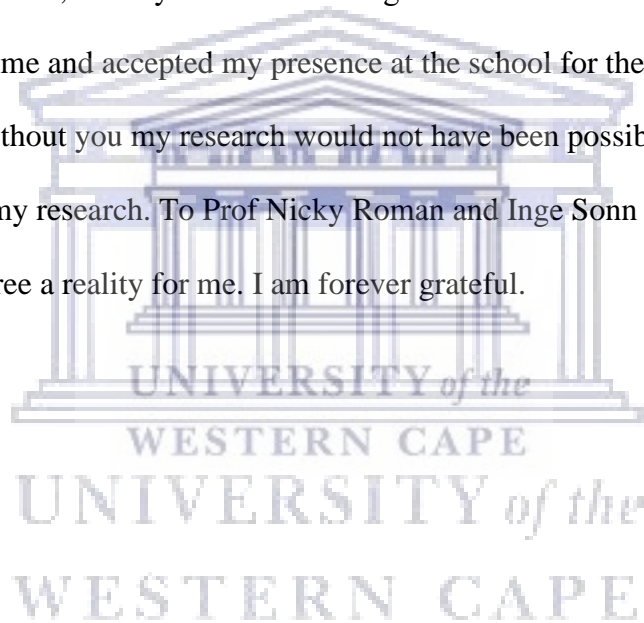 me and accepted my presence at the school for the
thout you my research would not have been possib
my research. To Prof Nicky Roman and Inge Sonn
ree a reality for me. I am forever grateful.
UNIVERSITY of the
WESTERN CAPE
UNIVERSITY of the
WESTERN CAPE